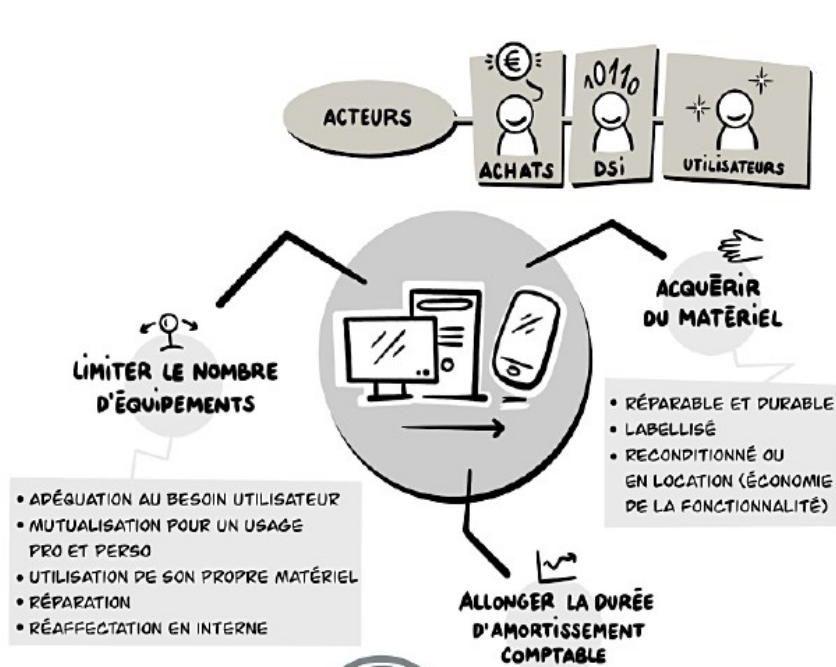 ACTEURS
€
ACHATS
10110
DSi
UTiLiSATEURS
ACQUÉRiR
DU MATÉRiEL
• RÉPARABLE ET DURABLE
• LABELLISÉ
• RECONDITIONNÉ OU
EN LOCATION (ÉCONOMIE
DE LA FONCTIONNALITÉ)
LiMiTER LE NOMBRE
D'ÉQUiPEMENTS
• ADÉQUATION AU BESOIN UTILISATEUR
• MUTUALISATION POUR UN USAGE
PRO ET PERSO
• UTILISATION DE SON PROPRE MATÉRIEL
• RÉPARATION
• RÉAFFECTATION EN INTERNE
ALLONGER LA DURÉE
D'AMORTiSSEMENT
COMPTABLE